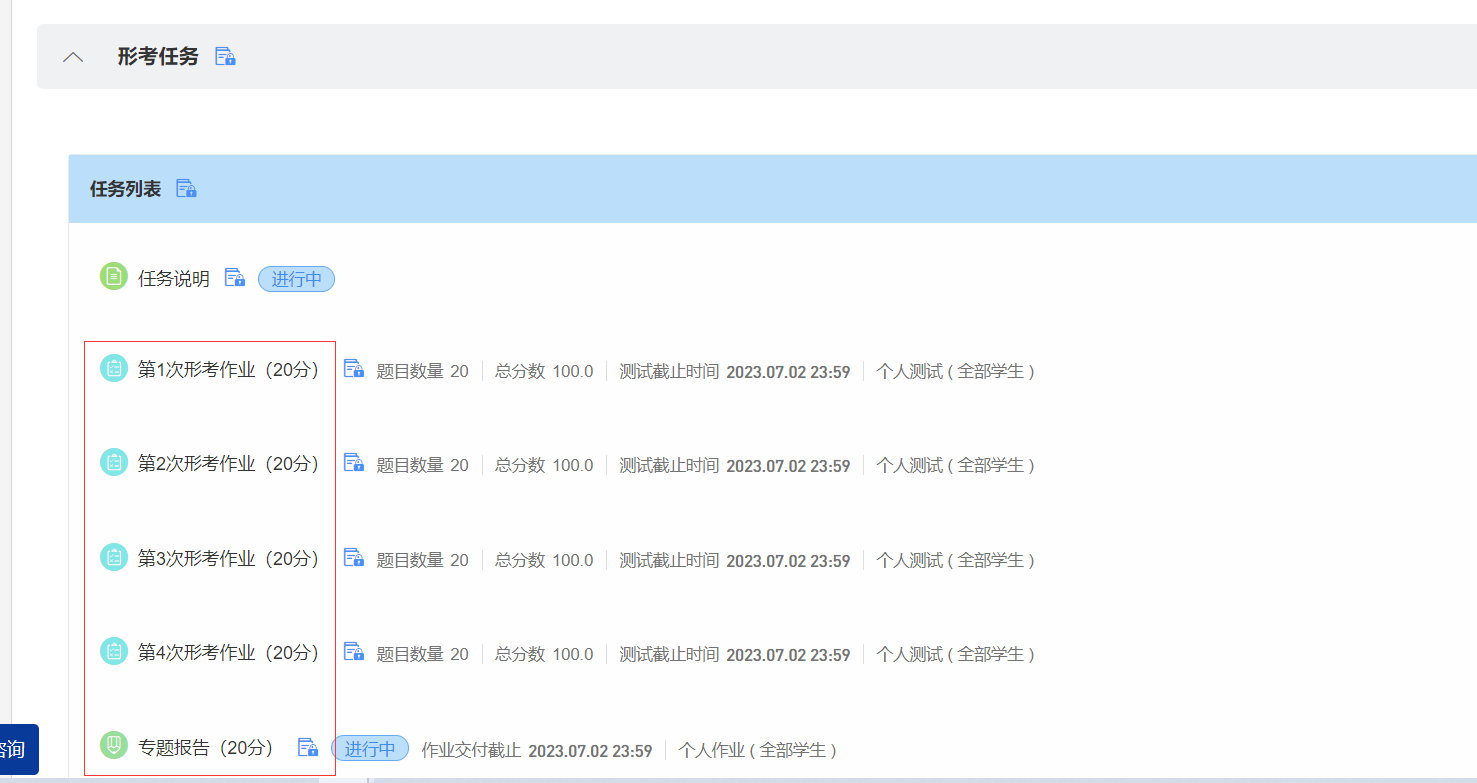 形考任务
任务列表
任务说明 进行中
第1次形考作业（20分） 题目数量 20 总分数 100.0 测试截止时间 2023.07.02 23:59 个人测试 ( 全部学生 )
第2次形考作业（20分） 题目数量 20 总分数 100.0 测试截止时间 2023.07.02 23:59 个人测试 ( 全部学生 )
第3次形考作业（20分） 题目数量 20 总分数 100.0 测试截止时间 2023.07.02 23:59 个人测试 ( 全部学生 )
第4次形考作业（20分） 题目数量 20 总分数 100.0 测试截止时间 2023.07.02 23:59 个人测试 ( 全部学生 )
专题报告（20分） 进行中 作业交付截止 2023.07.02 23:59 个人作业 ( 全部学生 )
咨询